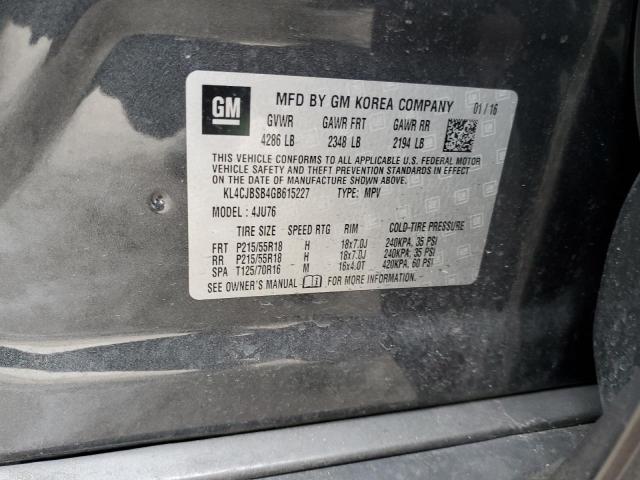 GM
MFD BY GM KOREA COMPANY 01 / 16
GVWR GAWR FRT GAWR RR
4286 LB 2348 LB 2194 LB
THIS VEHICLE CONFORMS TO ALL APPLICABLE U.S. FEDERAL MOTOR
VEHICLE SAFETY AND THEFT PREVENTION STANDARDS IN EFFECT ON
THE DATE OF MANUFACTURE SHOWN ABOVE.
KL4CJBSB4GB615227 TYPE: MPV
MODEL : 4JU76
TIRE SIZE SPEED RTG RIM COLD TIRE PRESSURE
FRT P215/55R18 H 18x7.0J 240KPA, 35 PSI
RR P215/55R18 H 18x7.0J 240KPA, 35 PSI
SPA T125/70R16 M 16x4.0T 420KPA, 60 PSI
SEE OWNER'S MANUAL FOR MORE INFORMATION.